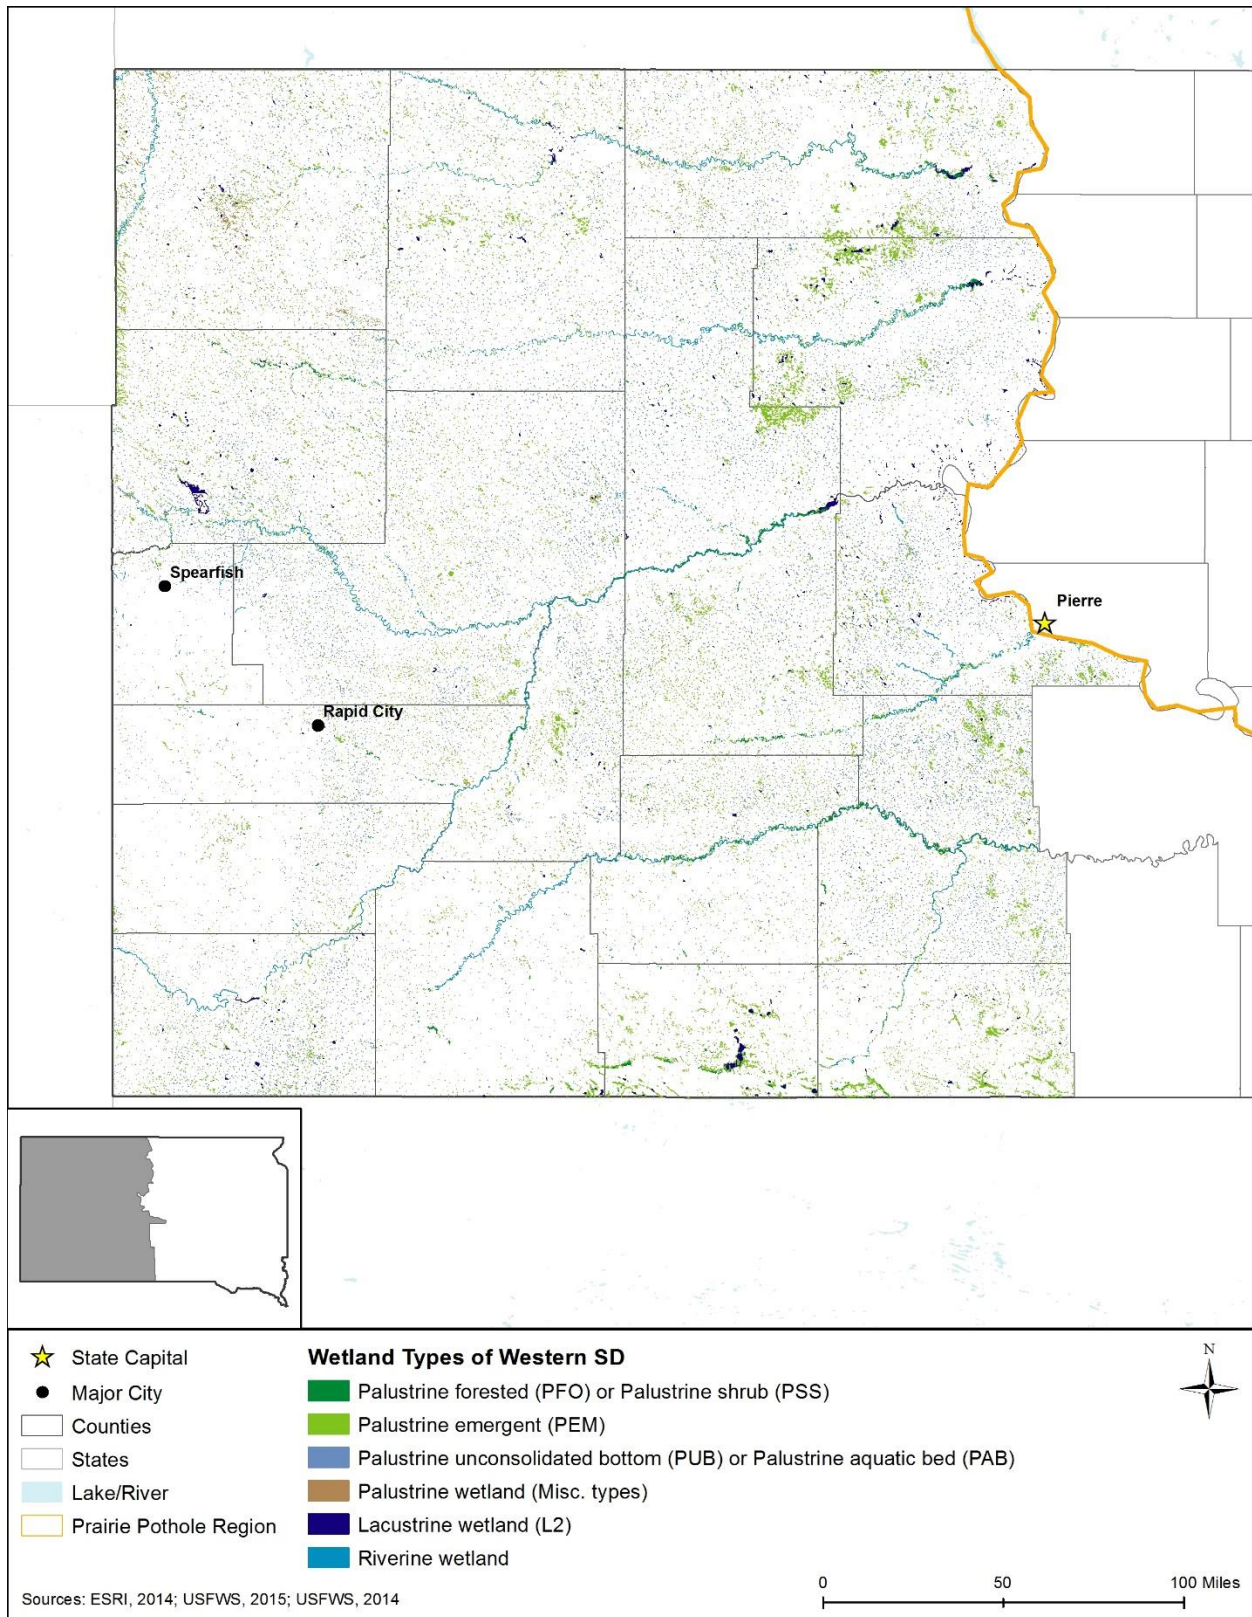 Spearfish
Pierre
Rapid City
State Capital
Major City
Counties
States
Lake/River
Prairie Pothole Region
Wetland Types of Western SD
Palustrine forested (PFO) or Palustrine shrub (PSS)
Palustrine emergent (PEM)
Palustrine unconsolidated bottom (PUB) or Palustrine aquatic bed (PAB)
Palustrine wetland (Misc. types)
Lacustrine wetland (L2)
Riverine wetland
N
Sources: ESRI, 2014; USFWS, 2015; USFWS, 2014
0 50 100 Miles